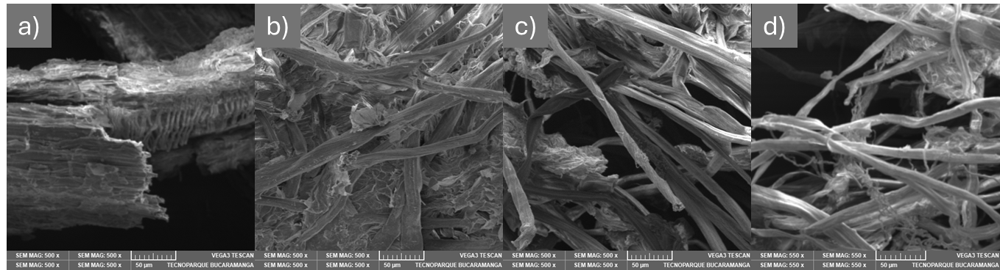 a) b) c) d)
SEM MAG: 500 x SEM MAG: 500 x VEGA3 TESCAN SEM MAG: 500 x SEM MAG: 500 x VEGA3 TESCAN SEM MAG: 500 x SEM MAG: 500 x VEGA3 TESCAN SEM MAG: 550 x SEM MAG: 550 x VEGA3 TESCAN
SEM MAG: 500 x SEM MAG: 500 x 50 µm TECNOPARQUE BUCARAMANGA SEM MAG: 500 x SEM MAG: 500 x 50 µm TECNOPARQUE BUCARAMANGA SEM MAG: 500 x SEM MAG: 500 x 50 µm TECNOPARQUE BUCARAMANGA SEM MAG: 550 x SEM MAG: 550 x 50 µm TECNOPARQUE BUCARAMANGA